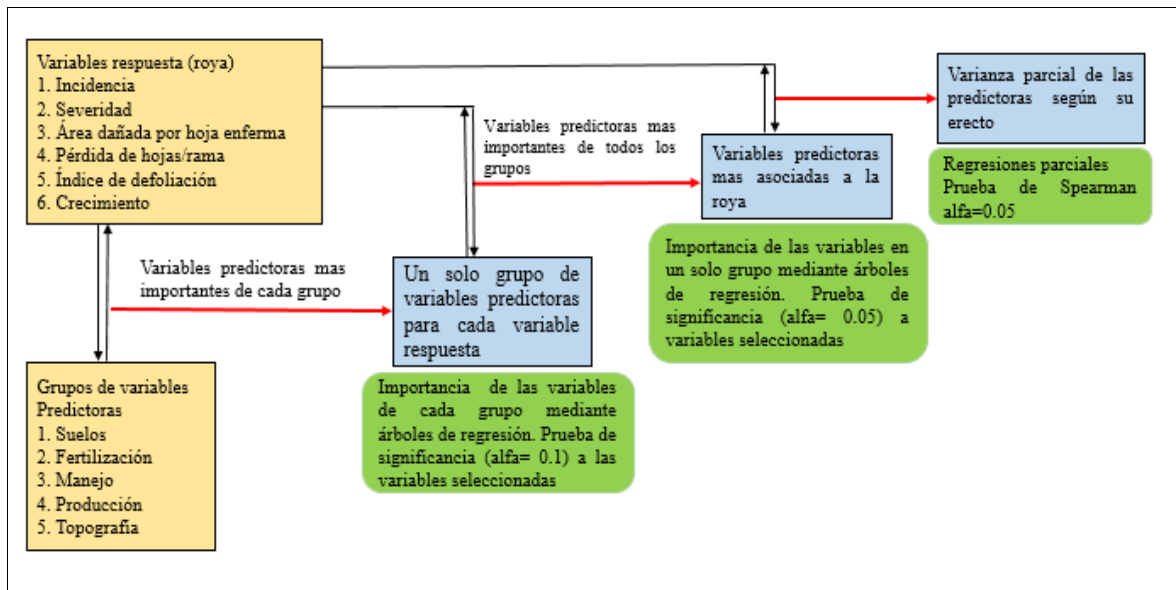 Variables respuesta (roya)
1. Incidencia
2. Severidad
3. Área dañada por hoja enferma
4. Pérdida de hojas/rama
5. Índice de defoliación
6. Crecimiento
Variables predictoras mas
importantes de cada grupo
Grupos de variables
Predictoras
1. Suelos
2. Fertilización
3. Manejo
4. Producción
5. Topografía
Un solo grupo de
variables predictoras
para cada variable
respuesta
Importancia de las variables
de cada grupo mediante
árboles de regresión. Prueba de
significancia (alfa= 0.1) a las
variables seleccionadas
Variables predictoras mas
importantes de todos los
grupos
Variables predictoras
mas asociadas a la
roya
Importancia de las variables en
un solo grupo mediante árboles
de regresión. Prueba de
significancia (alfa= 0.05) a
variables seleccionadas
Varianza parcial de las
predictoras según su
erecto
Regresiones parciales
Prueba de Spearman
alfa=0.05